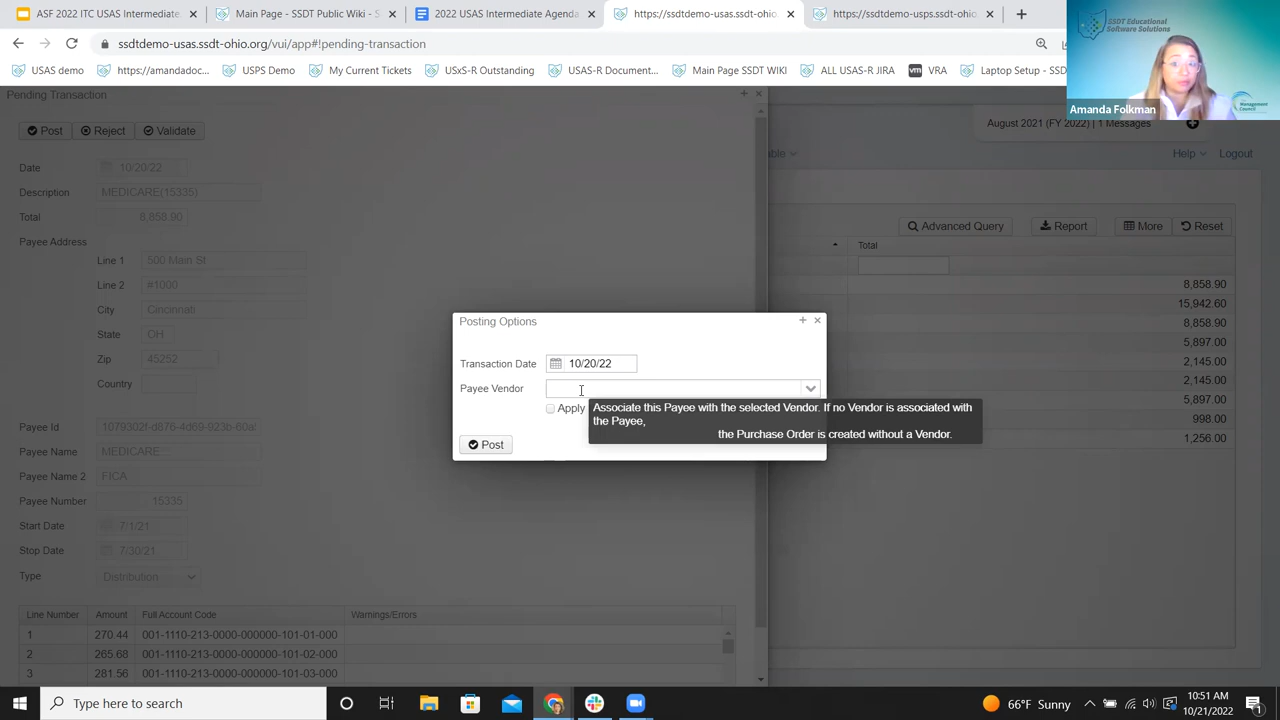 ASF 2022 ITC USAS Intermediate
Main Page - SSDT Public Wiki - S
2022 USAS Intermediate Agenda
https://ssdtdemo-usas.ssdt-ohio.
https://ssdtdemo-usps.ssdt-ohio.
ssdtdemo-usas.ssdt-ohio.org/vui/app#!pending-transaction
USAS demo
https://amandadoc...
USPS Demo
My Current Tickets
USxS-R Outstanding
USAS-R Document...
Main Page SSDT WIKI
ALL USAS-R JIRA
vm
VRA
Laptop Setup - SSD
SSDT Educational
Software Solutions
Management
Council
Amanda Folkman
Pending Transaction
Post
Reject
Validate
August 2021 (FY 2022) | 1 Messages
able
Help
Logout
Date
10/20/22
Description
MEDICARE(15335)
Total
8,858.90
Payee Address
Line 1
500 Main St
Line 2
#1000
City
Cincinnati
State
OH
Zip
45252
Country
Payee Id
1079302f-d876-4d69-923b-60a8
Payee Name
MEDICARE
Payee Name 2
FICA
Payee Number
15335
Start Date
7/1/21
Stop Date
7/30/21
Type
Distribution
Line Number
Amount
Full Account Code
Warnings/Errors
1
270.44
001-1110-213-0000-000000-101-01-000
2
265.68
001-1110-213-0000-000000-101-02-000
3
281.56
001-1110-213-0000-000000-101-03-000
Advanced Query
Report
More
Reset
Total
8,858.90
15,942.60
8,858.90
5,897.00
2,145.00
2,145.00
5,897.00
998.00
1,256.00
Posting Options
Transaction Date
10/20/22
Payee Vendor
Apply
Associate this Payee with the selected Vendor. If no Vendor is associated with
the Payee,
the Purchase Order is created without a Vendor.
Post
Type here to search
66°F Sunny
10:51 AM
10/21/2022
1